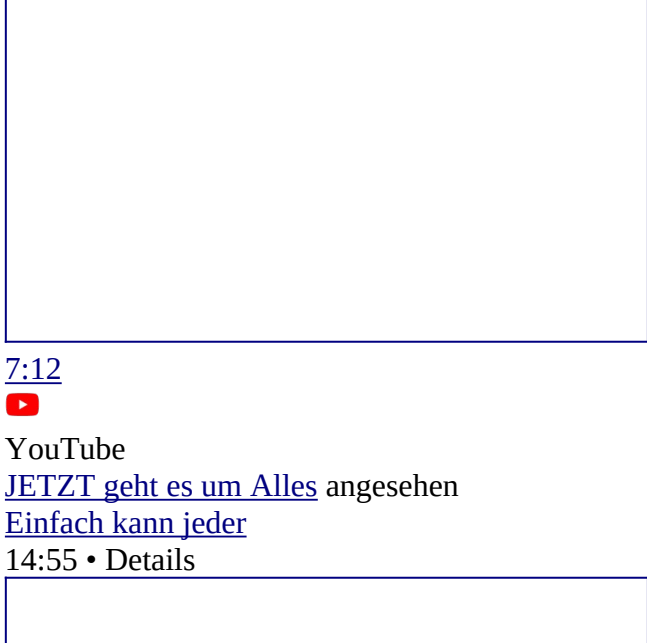 7:12
YouTube
JETZT geht es um Alles angesehen
Einfach kann jeder
14:55 • Details